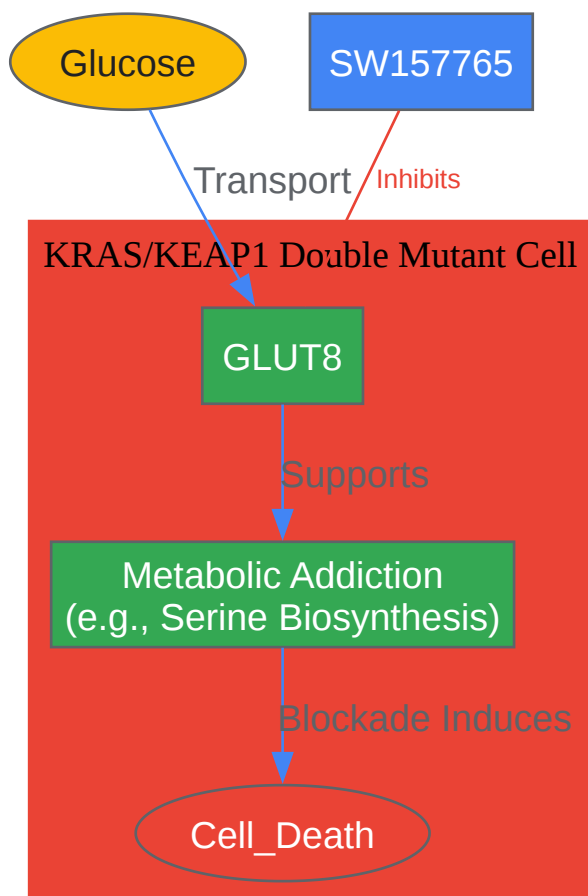 Glucose
SW157765
Transport
Inhibits
KRAS/KEAP1 Double Mutant Cell
GLUT8
Supports
Metabolic Addiction
(e.g., Serine Biosynthesis)
Blockade Induces
Cell_Death